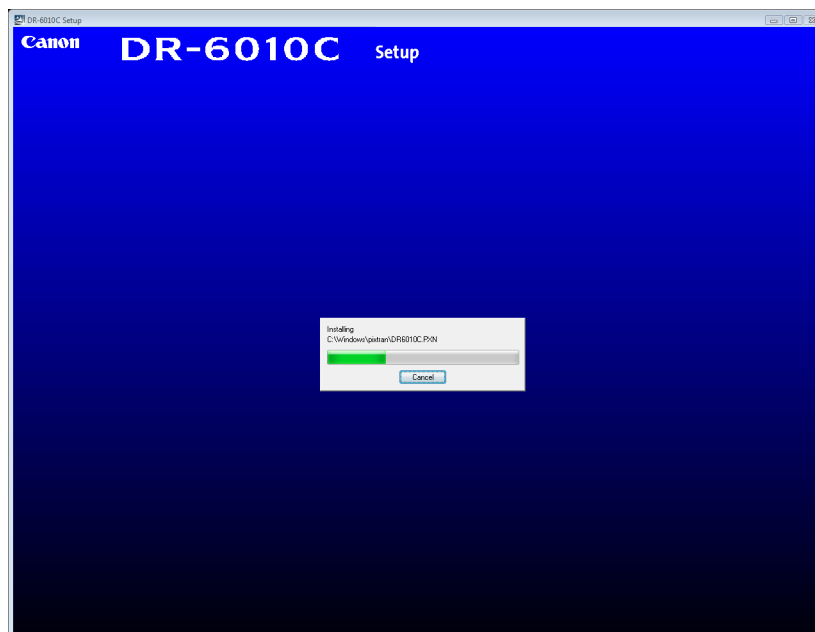 DR-6010C Setup
Canon DR-6010C Setup
Installing
C:\Windows\pixtran\DR6010C.PXN
Cancel